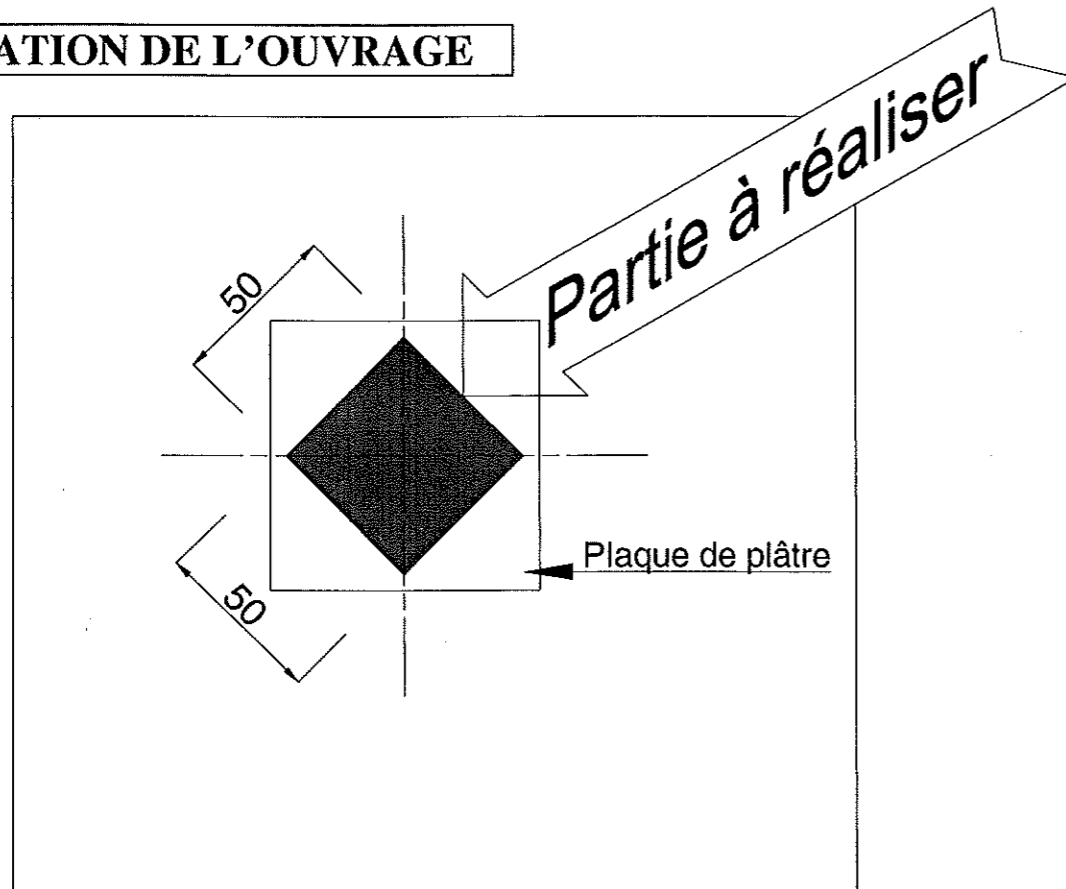 ATION DE L'OUVRAGE
Partie à réaliser
50
Plaque de plâtre
50